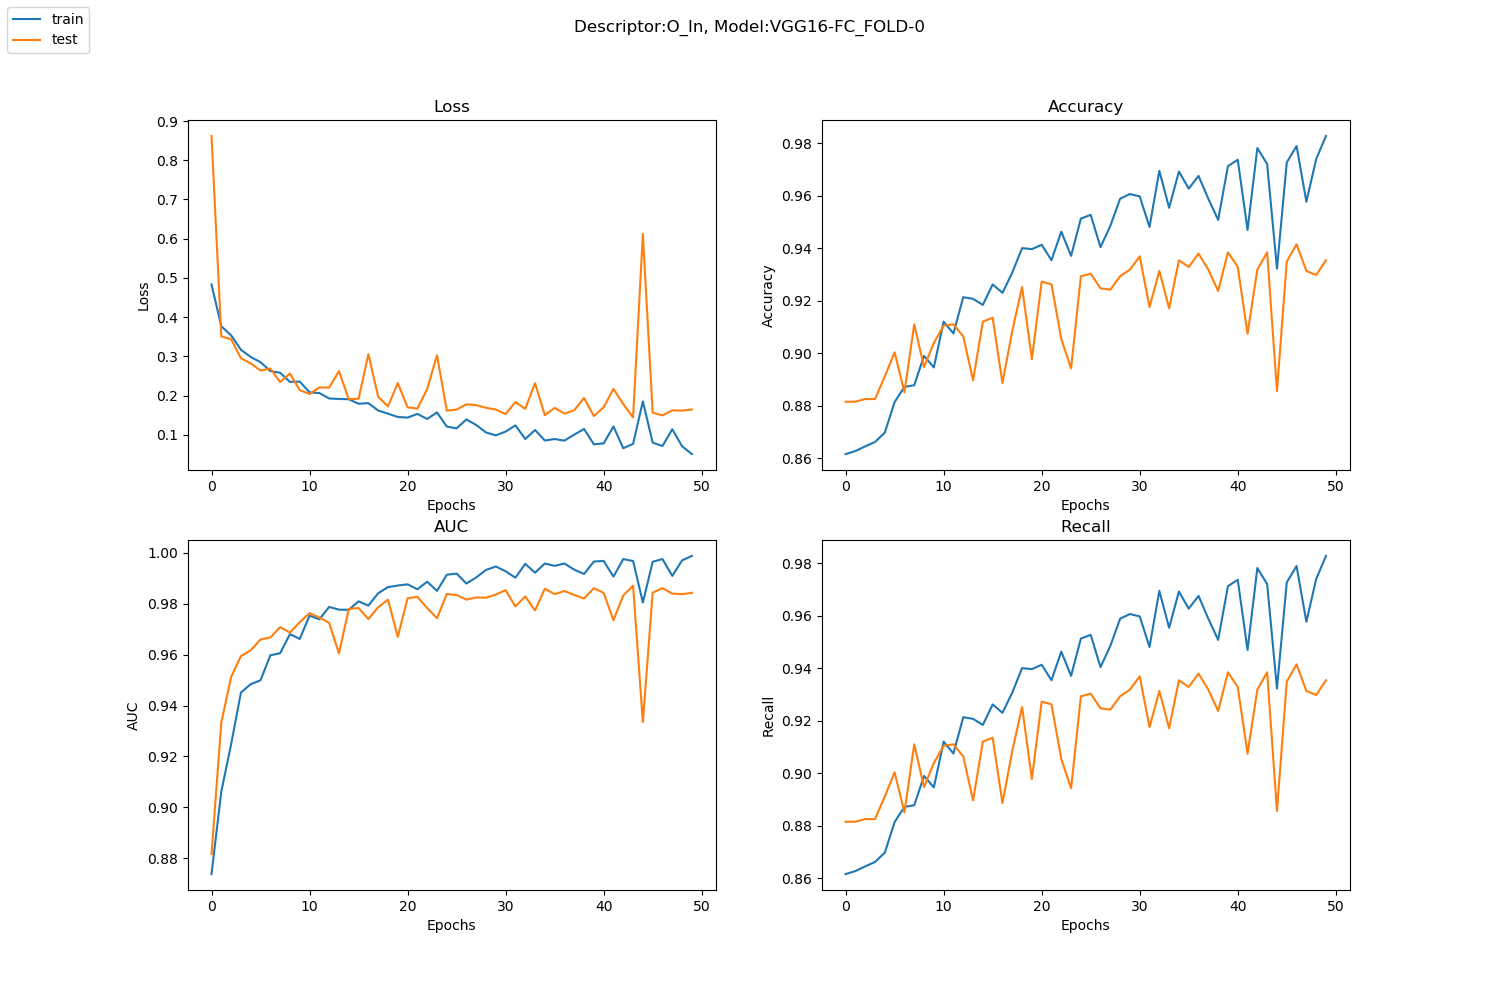 train
test
Descriptor:O_In, Model:VGG16-FC_FOLD-0
Loss
0.9
0.8
0.7
0.6
0.5
0.4
0.3
0.2
0.1
Loss
0 10 20 30 40 50
Epochs
Accuracy
0.98
0.96
0.94
0.92
0.90
0.88
0.86
Accuracy
0 10 20 30 40 50
Epochs
AUC
1.00
0.98
0.96
0.94
0.92
0.90
0.88
AUC
0 10 20 30 40 50
Epochs
Recall
0.98
0.96
0.94
0.92
0.90
0.88
0.86
Recall
0 10 20 30 40 50
Epochs